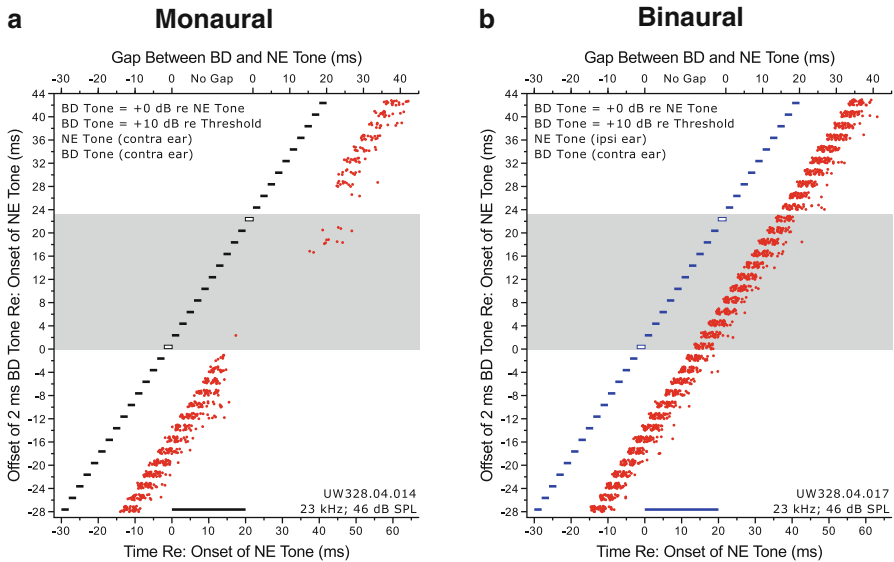 a Monaural
Gap Between BD and NE Tone (ms)
-30 -20 -10 0 No Gap 0 10 20 30 40
BD Tone = +0 dB re NE Tone
BD Tone = +10 dB re Threshold
NE Tone (contra ear)
BD Tone (contra ear)
Offset of 2 ms BD Tone Re: Onset of NE Tone (ms)
44
40
36
32
28
24
20
16
12
8
4
0
-4
-8
-12
-16
-20
-24
-28
UW328.04.014
23 kHz; 46 dB SPL
-30 -20 -10 0 10 20 30 40 50 60
Time Re: Onset of NE Tone (ms)
b Binaural
Gap Between BD and NE Tone (ms)
-30 -20 -10 0 No Gap 0 10 20 30 40
BD Tone = +0 dB re NE Tone
BD Tone = +10 dB re Threshold
NE Tone (ipsi ear)
BD Tone (contra ear)
Offset of 2 ms BD Tone Re: Onset of NE Tone (ms)
44
40
36
32
28
24
20
16
12
8
4
0
-4
-8
-12
-16
-20
-24
-28
UW328.04.017
23 kHz; 46 dB SPL
-30 -20 -10 0 10 20 30 40 50 60
Time Re: Onset of NE Tone (ms)